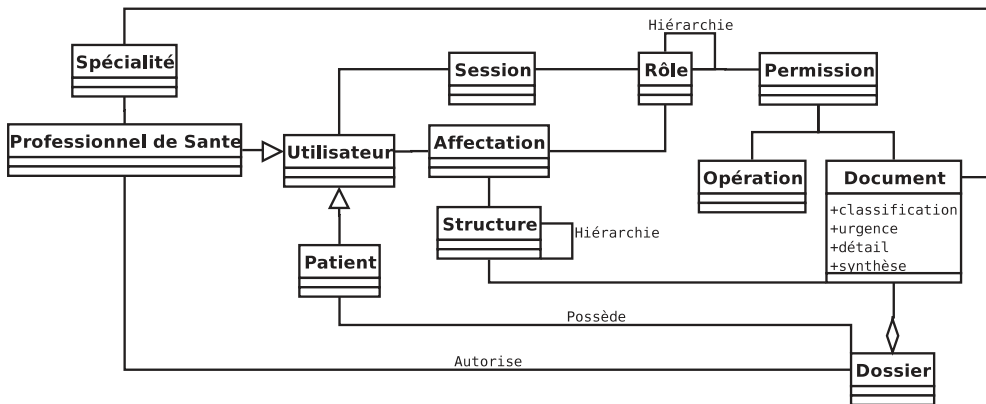 Hiérarchie
Spécialité
Session
Rôle
Permission
Professionnel de Sante
Utilisateur
Affectation
Opération
Document
+classification
+urgence
+détail
+synthèse
Structure
Hiérarchie
Patient
Possède
Autorise
Dossier